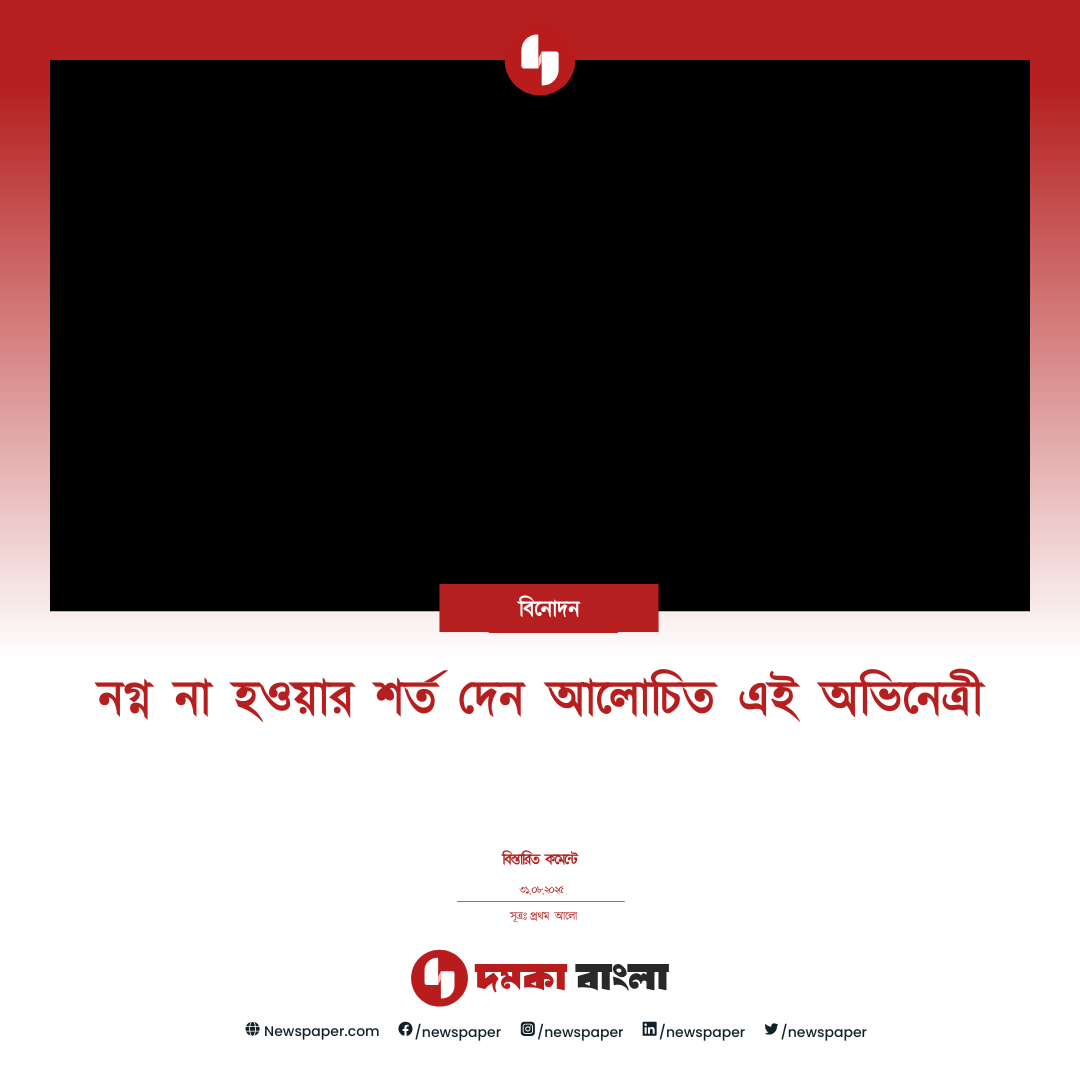 বিনোদন
নগ্ন না হওয়ার শর্ত দেন আলোচিত এই অভিনেত্রী
বিস্তারিত কমেন্টে
৩১.০৮.২০২৫
সূত্রঃ প্রথম আলো
দমকা বাংলা
Newspaper.com /newspaper /newspaper /newspaper /newspaper